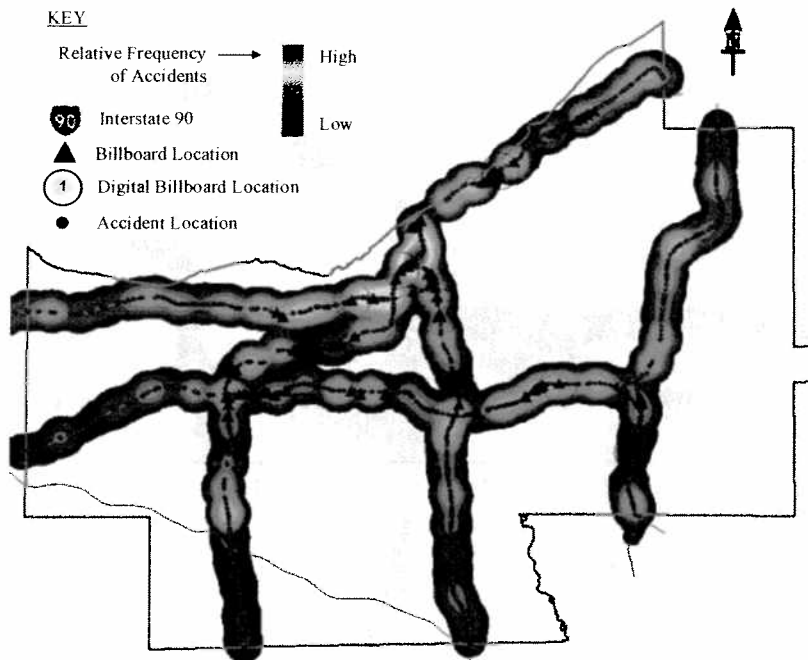 KEY
Relative Frequency
of Accidents
High
Low
90
Interstate 90
Billboard Location
1
Digital Billboard Location
Accident Location